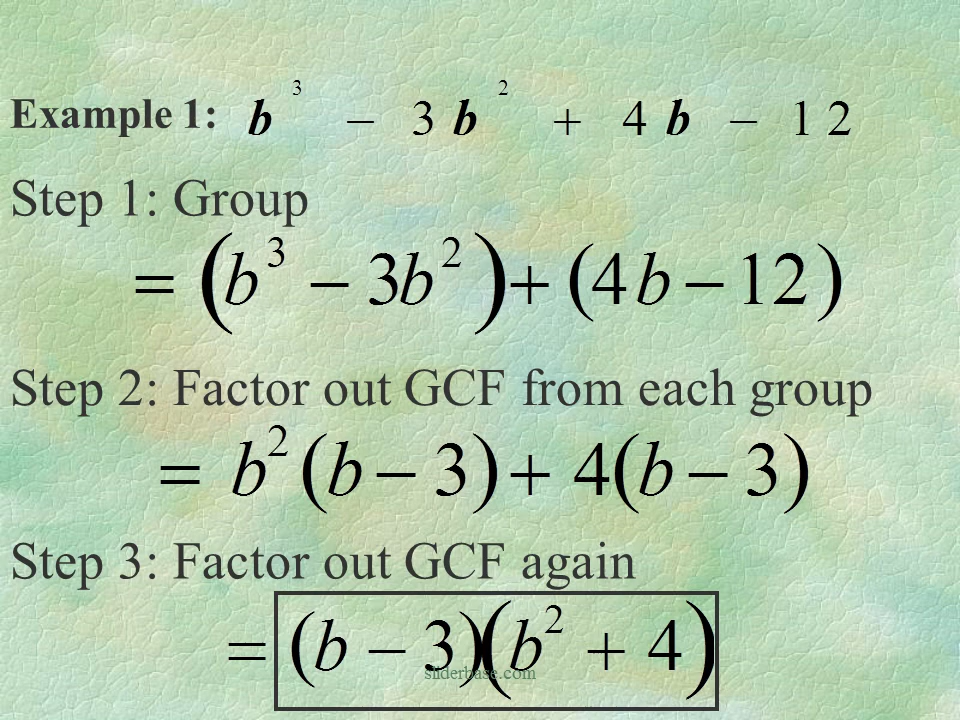 Example 1: b³ − 3b² + 4b − 12
Step 1: Group
= (b³ − 3b²) + (4b − 12)
Step 2: Factor out GCF from each group
= b² (b − 3) + 4(b − 3)
Step 3: Factor out GCF again
= (b − 3)(b² + 4)
sliderbase.com